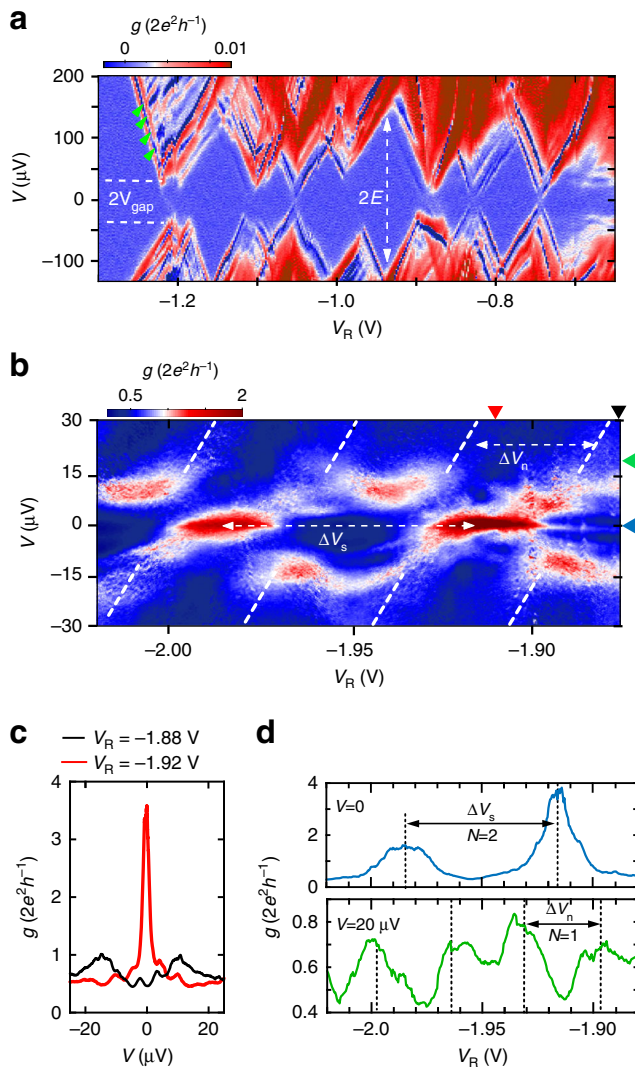 a
g (2e²h⁻¹)
0 0.01
200
100
0
−100
V (μV)
2V_gap
2E
−1.2 −1.0 −0.8
V_R (V)
b
g (2e²h⁻¹)
0.5 2
30
15
0
−15
−30
V (μV)
ΔV_n
ΔV_s
−2.00 −1.95 −1.90
V_R (V)
c
V_R = −1.88 V
V_R = −1.92 V
4
3
2
1
0
g (2e²h⁻¹)
−20 0 20
V (μV)
d
4
2
0
V=0
ΔV_s
N=2
g (2e²h⁻¹)
0.8
0.6
0.4
V=20 μV
ΔV_n
N=1
−2.0 −1.95 −1.90
V_R (V)